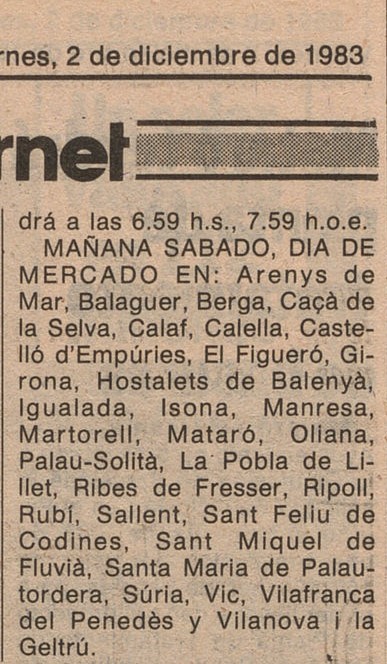 rnes, 2 de diciembre de 1983
rnet
drá a las 6.59 h.s., 7.59 h.o.e.
MAÑANA SABADO, DIA DE
MERCADO EN: Arenys de
Mar, Balaguer, Berga, Caçà de
la Selva, Calaf, Calella, Caste-
lló d'Empúries, El Figueró, Gi-
rona, Hostalets de Balenyà,
Igualada, Isona, Manresa,
Martorell, Mataró, Oliana,
Palau-Solità, La Pobla de Li-
llet, Ribes de Fresser, Ripoll,
Rubí, Sallent, Sant Feliu de
Codines, Sant Miquel de
Fluvià, Santa Maria de Palau-
tordera, Súria, Vic, Vilafranca
del Penedès y Vilanova i la
Geltrú.